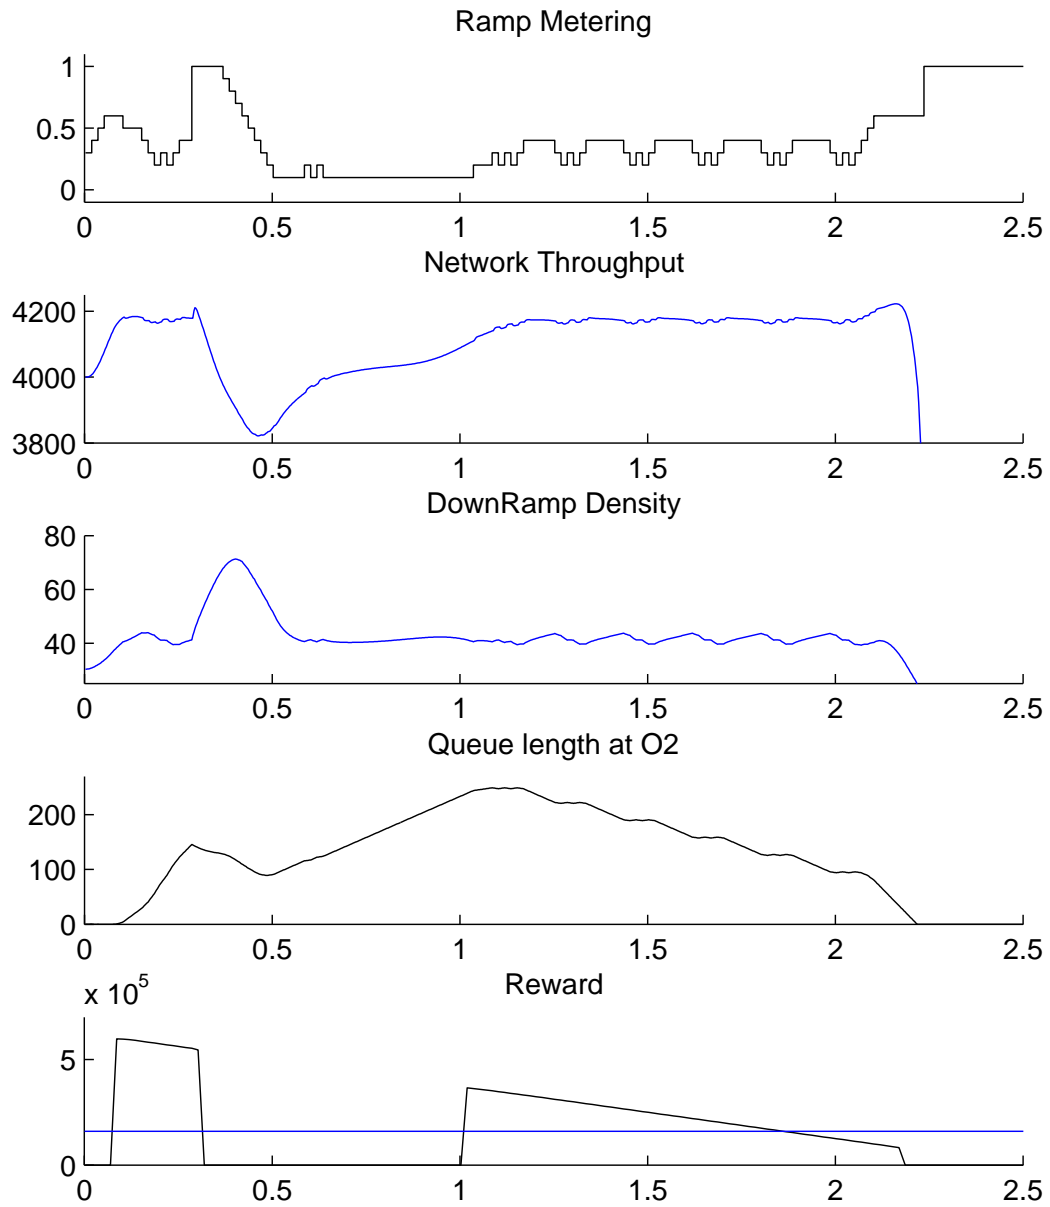 Ramp Metering
1
0.5
0
0 0.5 1 1.5 2 2.5
Network Throughput
4200
4000
3800
0 0.5 1 1.5 2 2.5
DownRamp Density
80
60
40
0 0.5 1 1.5 2 2.5
Queue length at O2
200
100
0
0 0.5 1 1.5 2 2.5
Reward
x 10^5
5
0
0 0.5 1 1.5 2 2.5